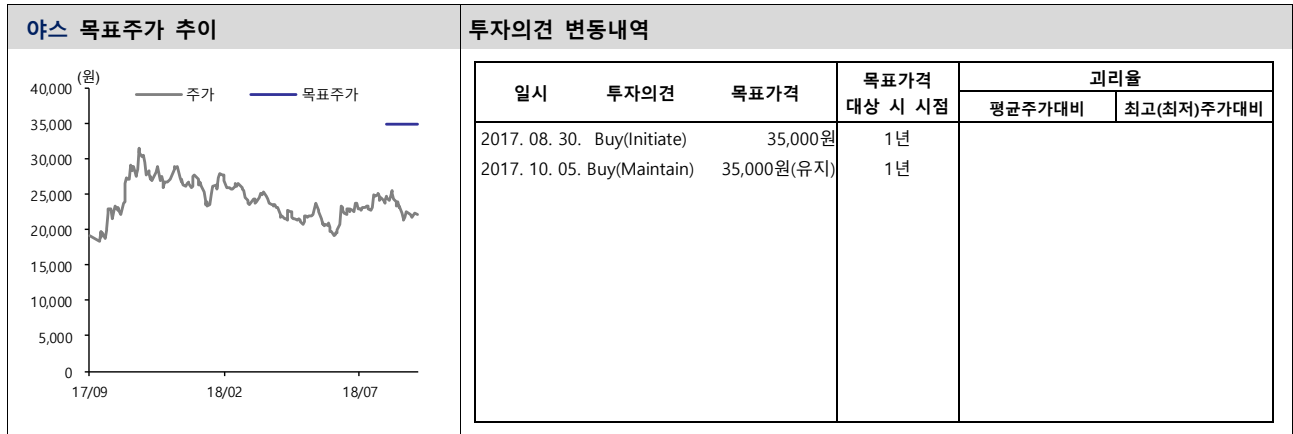 야스 목표주가 추이
(원)
주가
목표주가
40,000
35,000
30,000
25,000
20,000
15,000
10,000
5,000
0
17/09
18/02
18/07
투자의견 변동내역
일시 투자의견 목표가격 목표가격 대상 시 시점 괴리율
평균주가대비 최고(최저)주가대비
2017. 08. 30. Buy(Initiate) 35,000원 1년
2017. 10. 05. Buy(Maintain) 35,000원(유지) 1년